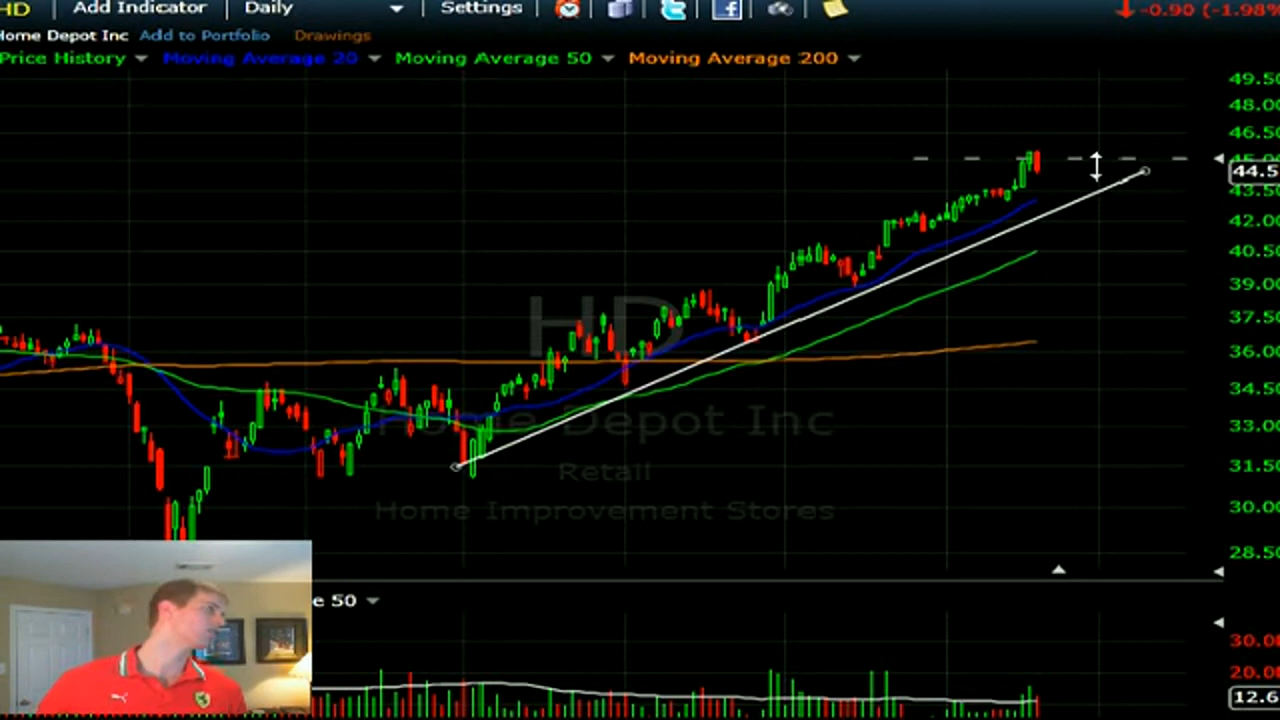 HD Add Indicator Daily Settings -0.90 (-1.98%
Home Depot Inc Add to Portfolio Drawings
Price History Moving Average 20 Moving Average 50 Moving Average 200
49.50
48.00
46.50
45.00
44.5
43.50
42.00
40.50
39.00
37.50
36.00
34.50
33.00
31.50
30.00
28.50
HD
Home Depot Inc
Retail
Home Improvement Stores
e 50
30.0
20.0
12.6